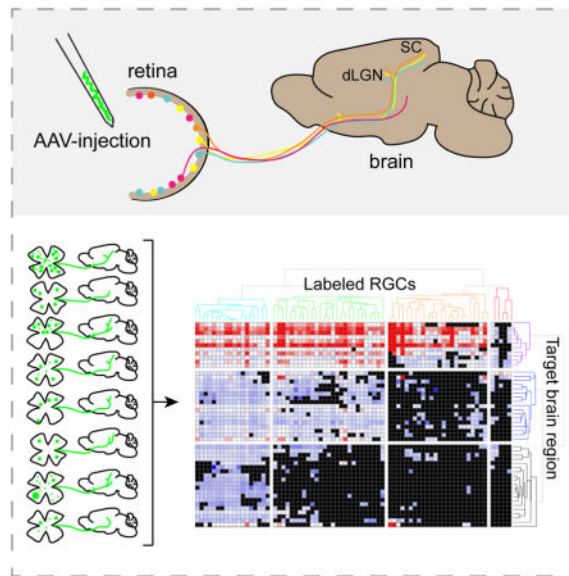 SC
retina
dLGN
AAV-injection
brain
Labeled RGCs
Target brain region